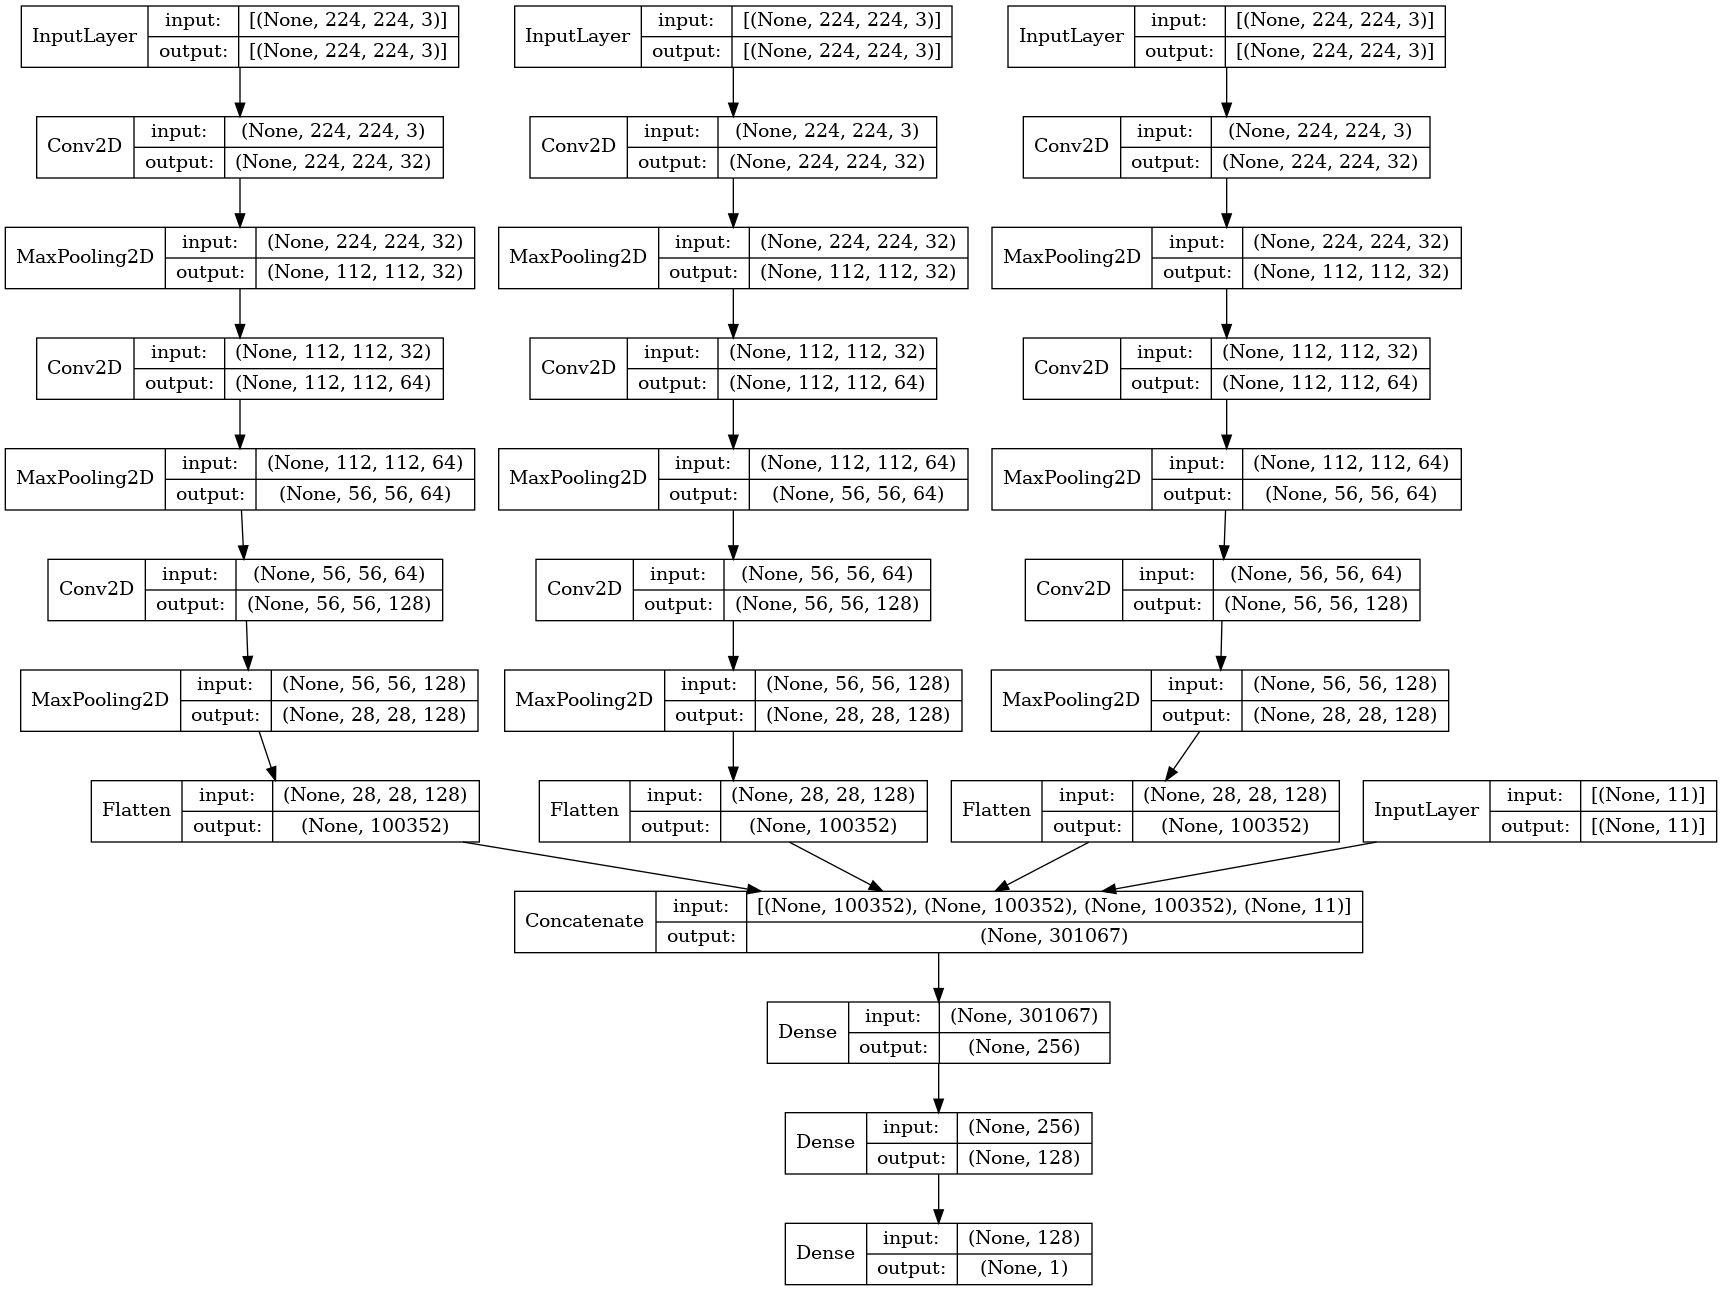 InputLayer input: [(None, 224, 224, 3)]
output: [(None, 224, 224, 3)]
InputLayer input: [(None, 224, 224, 3)]
output: [(None, 224, 224, 3)]
InputLayer input: [(None, 224, 224, 3)]
output: [(None, 224, 224, 3)]
Conv2D input: (None, 224, 224, 3)
output: (None, 224, 224, 32)
Conv2D input: (None, 224, 224, 3)
output: (None, 224, 224, 32)
Conv2D input: (None, 224, 224, 3)
output: (None, 224, 224, 32)
MaxPooling2D input: (None, 224, 224, 32)
output: (None, 112, 112, 32)
MaxPooling2D input: (None, 224, 224, 32)
output: (None, 112, 112, 32)
MaxPooling2D input: (None, 224, 224, 32)
output: (None, 112, 112, 32)
Conv2D input: (None, 112, 112, 32)
output: (None, 112, 112, 64)
Conv2D input: (None, 112, 112, 32)
output: (None, 112, 112, 64)
Conv2D input: (None, 112, 112, 32)
output: (None, 112, 112, 64)
MaxPooling2D input: (None, 112, 112, 64)
output: (None, 56, 56, 64)
MaxPooling2D input: (None, 112, 112, 64)
output: (None, 56, 56, 64)
MaxPooling2D input: (None, 112, 112, 64)
output: (None, 56, 56, 64)
Conv2D input: (None, 56, 56, 64)
output: (None, 56, 56, 128)
Conv2D input: (None, 56, 56, 64)
output: (None, 56, 56, 128)
Conv2D input: (None, 56, 56, 64)
output: (None, 56, 56, 128)
MaxPooling2D input: (None, 56, 56, 128)
output: (None, 28, 28, 128)
MaxPooling2D input: (None, 56, 56, 128)
output: (None, 28, 28, 128)
MaxPooling2D input: (None, 56, 56, 128)
output: (None, 28, 28, 128)
Flatten input: (None, 28, 28, 128)
output: (None, 100352)
Flatten input: (None, 28, 28, 128)
output: (None, 100352)
Flatten input: (None, 28, 28, 128)
output: (None, 100352)
InputLayer input: [(None, 11)]
output: [(None, 11)]
Concatenate input: [(None, 100352), (None, 100352), (None, 100352), (None, 11)]
output: (None, 301067)
Dense input: (None, 301067)
output: (None, 256)
Dense input: (None, 256)
output: (None, 128)
Dense input: (None, 128)
output: (None, 1)